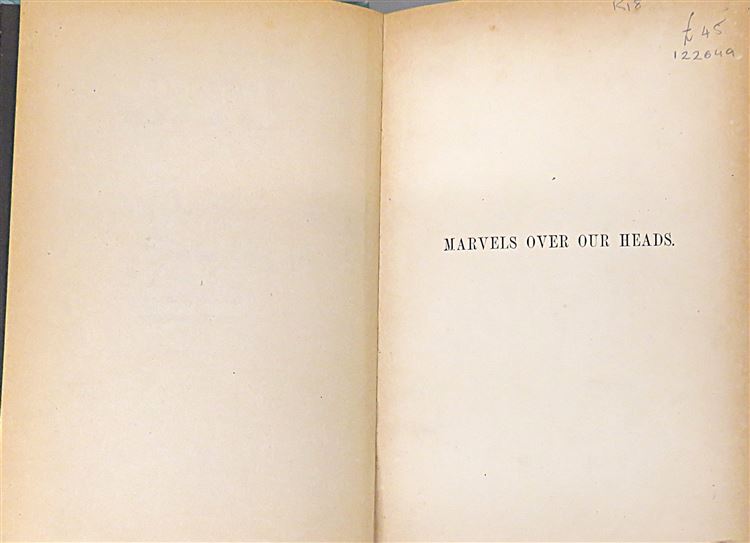 K18
£45
122649
MARVELS OVER OUR HEADS.